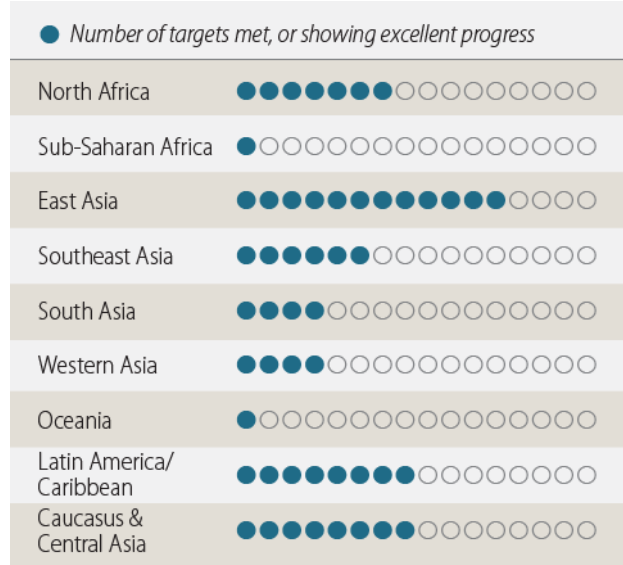 Number of targets met, or showing excellent progress
North Africa
Sub-Saharan Africa
East Asia
Southeast Asia
South Asia
Western Asia
Oceania
Latin America/
Caribbean
Caucasus &
Central Asia